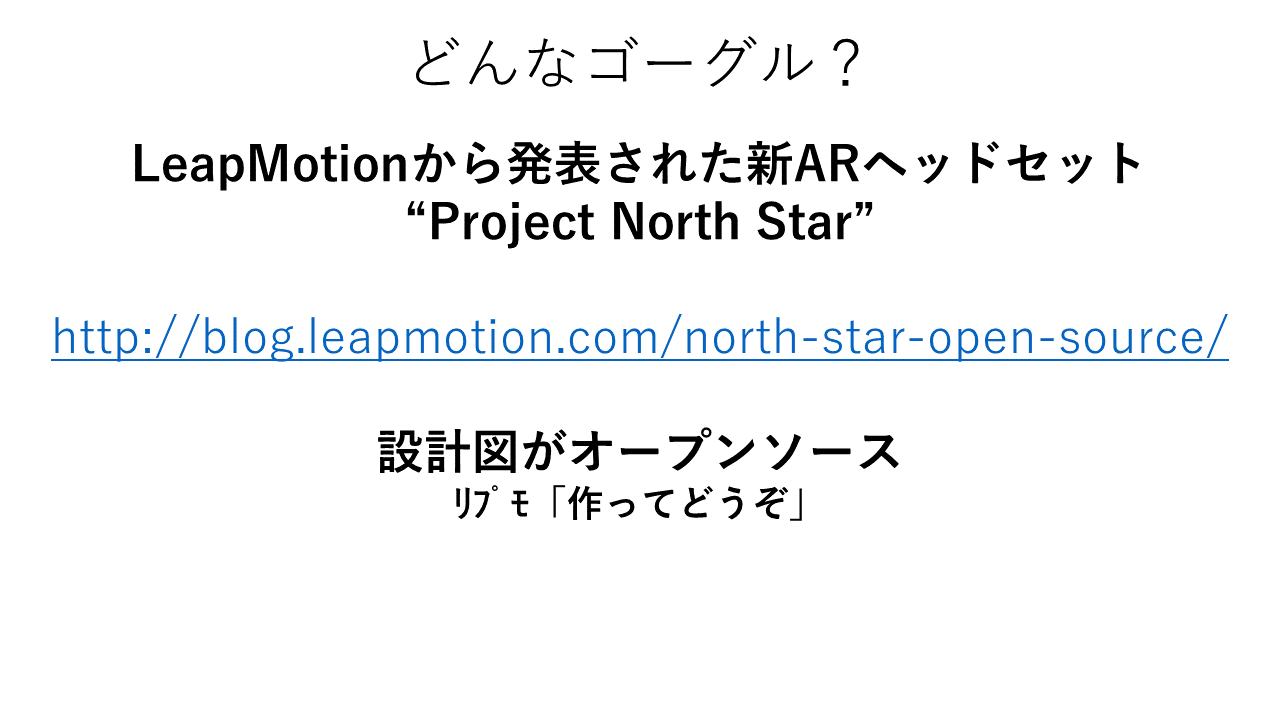 どんなゴーグル？
LeapMotionから発表された新ARヘッドセット
“Project North Star”
http://blog.leapmotion.com/north-star-open-source/
設計図がオープンソース
ﾘﾌﾟﾓ「作ってどうぞ」